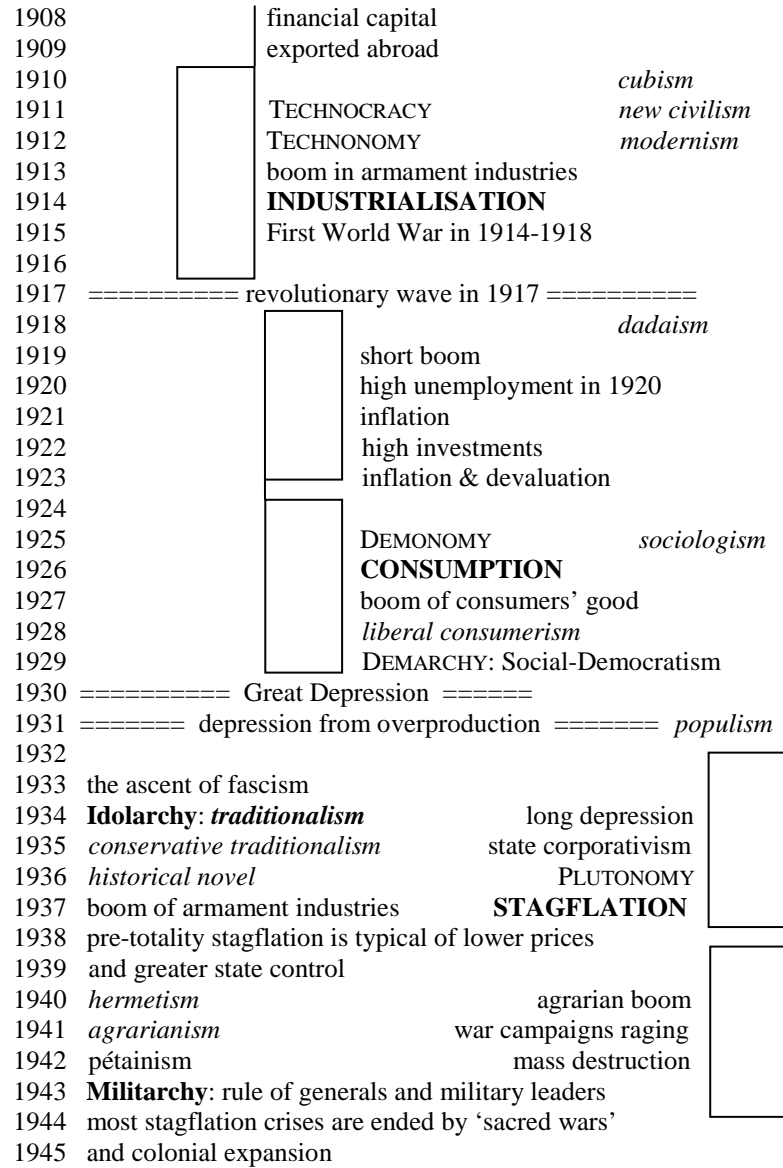 1908 financial capital
1909 exported abroad
1910 cubism
1911 TECHNOCRACY new civilism
1912 TECHNONOMY modernism
1913 boom in armament industries
1914 INDUSTRIALISATION
1915 First World War in 1914-1918
1916
1917 ========== revolutionary wave in 1917 ==========
1918 dadaism
1919 short boom
1920 high unemployment in 1920
1921 inflation
1922 high investments
1923 inflation & devaluation
1924
1925 DEMONOMY sociologism
1926 CONSUMPTION
1927 boom of consumers’ good
1928 liberal consumerism
1929 DEMARCHY: Social-Democratism
1930 ========== Great Depression ======
1931 ======= depression from overproduction ======= populism
1932
1933 the ascent of fascism
1934 Idolarchy: traditionalism long depression
1935 conservative traditionalism state corporativism
1936 historical novel PLUTONOMY
1937 boom of armament industries STAGFLATION
1938 pre-totality stagflation is typical of lower prices
1939 and greater state control
1940 hermetism agrarian boom
1941 agrarianism war campaigns raging
1942 pétainism mass destruction
1943 Militarchy: rule of generals and military leaders
1944 most stagflation crises are ended by ‘sacred wars’
1945 and colonial expansion